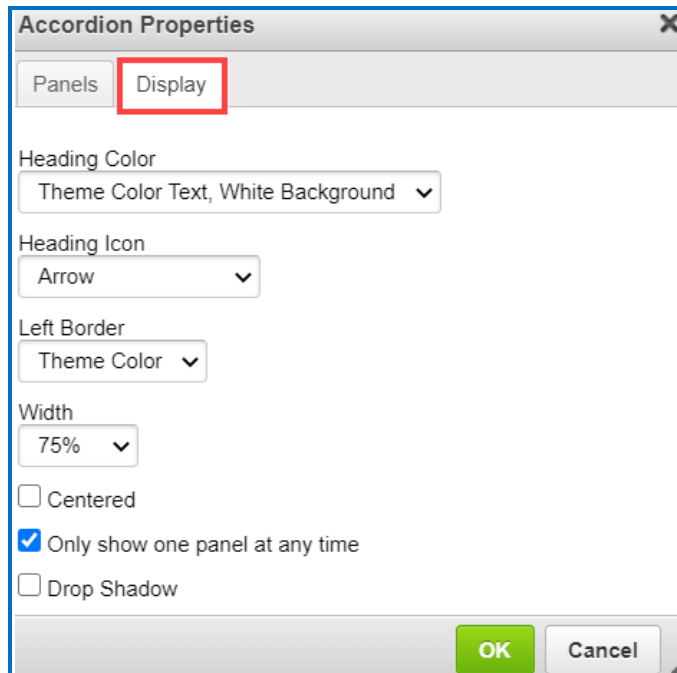 Accordion Properties
Panels Display
Heading Color
Theme Color Text, White Background
Heading Icon
Arrow
Left Border
Theme Color
Width
75%
Centered
Only show one panel at any time
Drop Shadow
OK Cancel